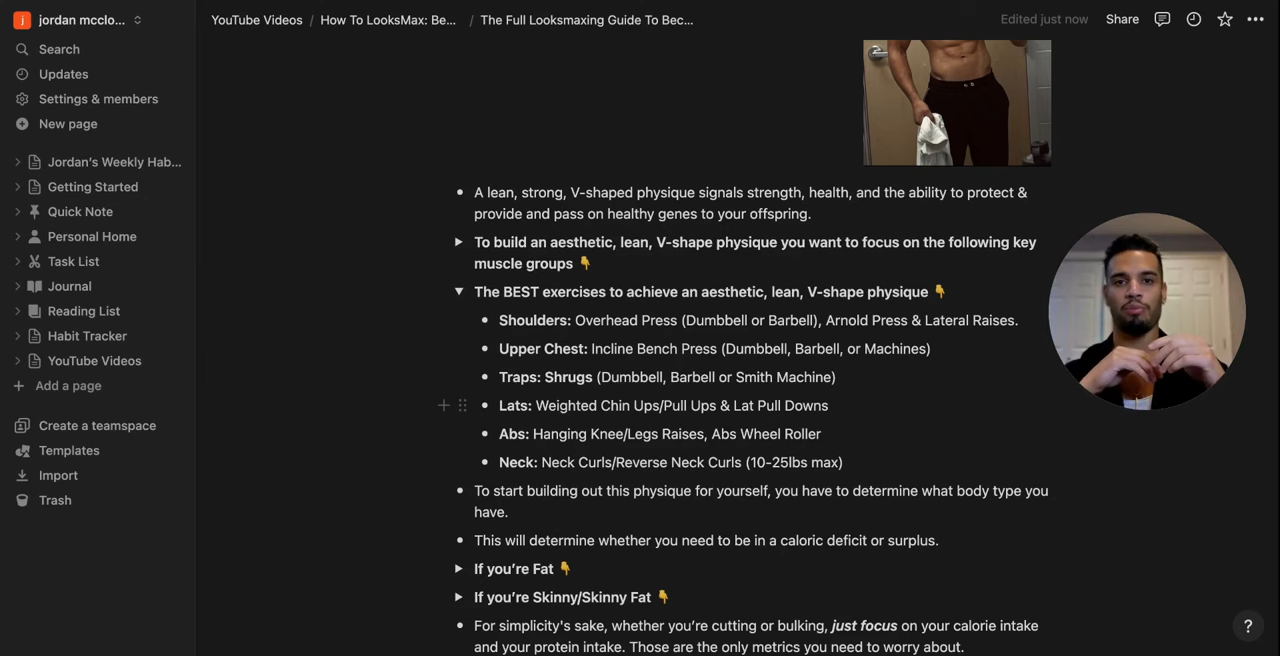 j jordan mcclo...
Search
Updates
Settings & members
New page
Jordan's Weekly Hab...
Getting Started
Quick Note
Personal Home
Task List
Journal
Reading List
Habit Tracker
YouTube Videos
Add a page
Create a teamspace
Templates
Import
Trash
YouTube Videos / How To LooksMax: Be... / The Full Looksmaxing Guide To Bec...
Edited just now Share
A lean, strong, V-shaped physique signals strength, health, and the ability to protect &
provide and pass on healthy genes to your offspring.
To build an aesthetic, lean, V-shape physique you want to focus on the following key
muscle groups 👇
The BEST exercises to achieve an aesthetic, lean, V-shape physique 👇
Shoulders: Overhead Press (Dumbbell or Barbell), Arnold Press & Lateral Raises.
Upper Chest: Incline Bench Press (Dumbbell, Barbell, or Machines)
Traps: Shrugs (Dumbbell, Barbell or Smith Machine)
Lats: Weighted Chin Ups/Pull Ups & Lat Pull Downs
Abs: Hanging Knee/Legs Raises, Abs Wheel Roller
Neck: Neck Curls/Reverse Neck Curls (10-25lbs max)
To start building out this physique for yourself, you have to determine what body type you
have.
This will determine whether you need to be in a caloric deficit or surplus.
If you're Fat 👇
If you're Skinny/Skinny Fat 👇
For simplicity's sake, whether you're cutting or bulking, just focus on your calorie intake
and your protein intake. Those are the only metrics you need to worry about.
?